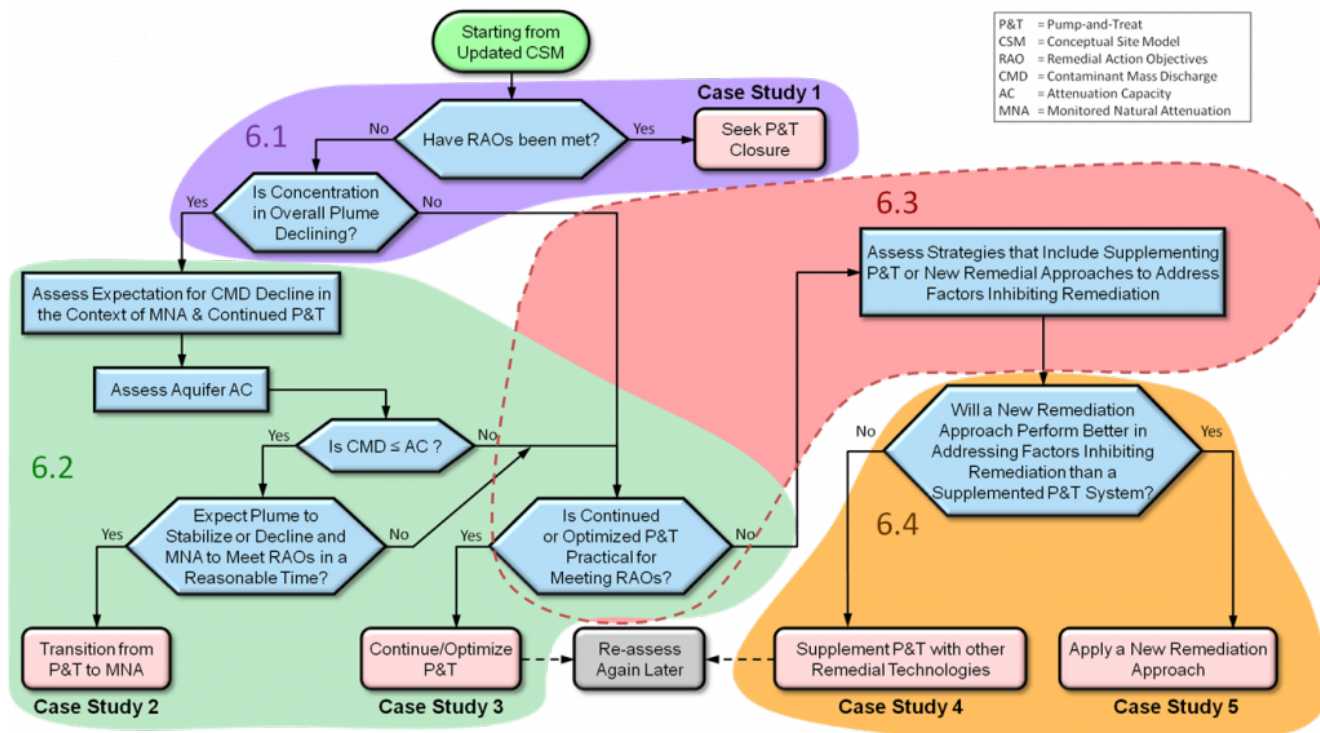 Starting from
Updated CSM
P&T = Pump-and-Treat
CSM = Conceptual Site Model
RAO = Remedial Action Objectives
CMD = Contaminant Mass Discharge
AC = Attenuation Capacity
MNA = Monitored Natural Attenuation
6.1
Case Study 1
No
Have RAOs been met?
Yes
Seek P&T
Closure
Yes
Is Concentration
in Overall Plume
Declining?
No
6.3
Assess Strategies that Include Supplementing
P&T or New Remedial Approaches to Address
Factors Inhibiting Remediation
Assess Expectation for CMD Decline in
the Context of MNA & Continued P&T
Assess Aquifer AC
Yes
Is CMD ≤ AC ?
No
6.2
Yes
Expect Plume to
Stabilize or Decline and
MNA to Meet RAOs in a
Reasonable Time?
No
Yes
Is Continued
or Optimized P&T
Practical for
Meeting RAOs?
No
No
Will a New Remediation
Approach Perform Better in
Addressing Factors Inhibiting
Remediation than a
Supplemented P&T System?
Yes
6.4
Transition from
P&T to MNA
Case Study 2
Continue/Optimize
P&T
Case Study 3
Re-assess
Again Later
Supplement P&T with other
Remedial Technologies
Case Study 4
Apply a New Remediation
Approach
Case Study 5